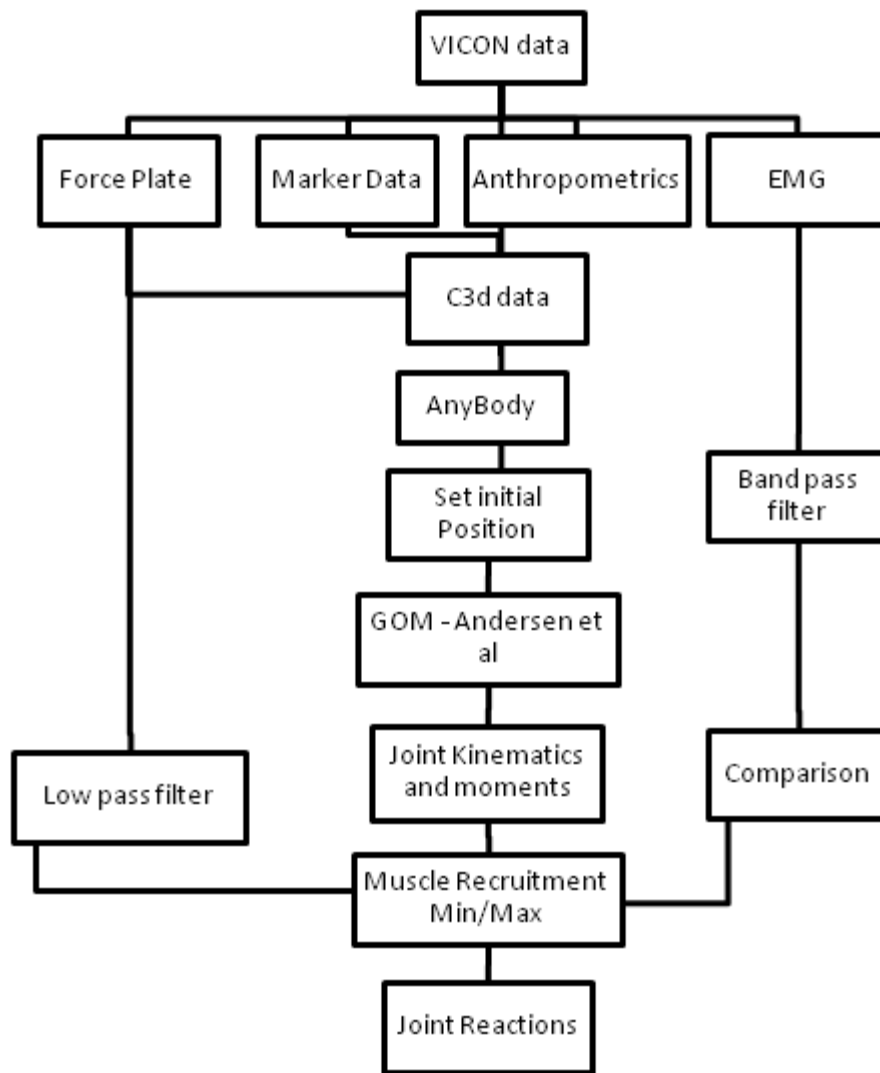 VICON data
Force Plate
Marker Data
Anthropometrics
EMG
C3d data
AnyBody
Set initial
Position
Band pass
filter
GOM - Andersen et
al
Joint Kinematics
and moments
Low pass filter
Comparison
Muscle Recruitment
Min/Max
Joint Reactions